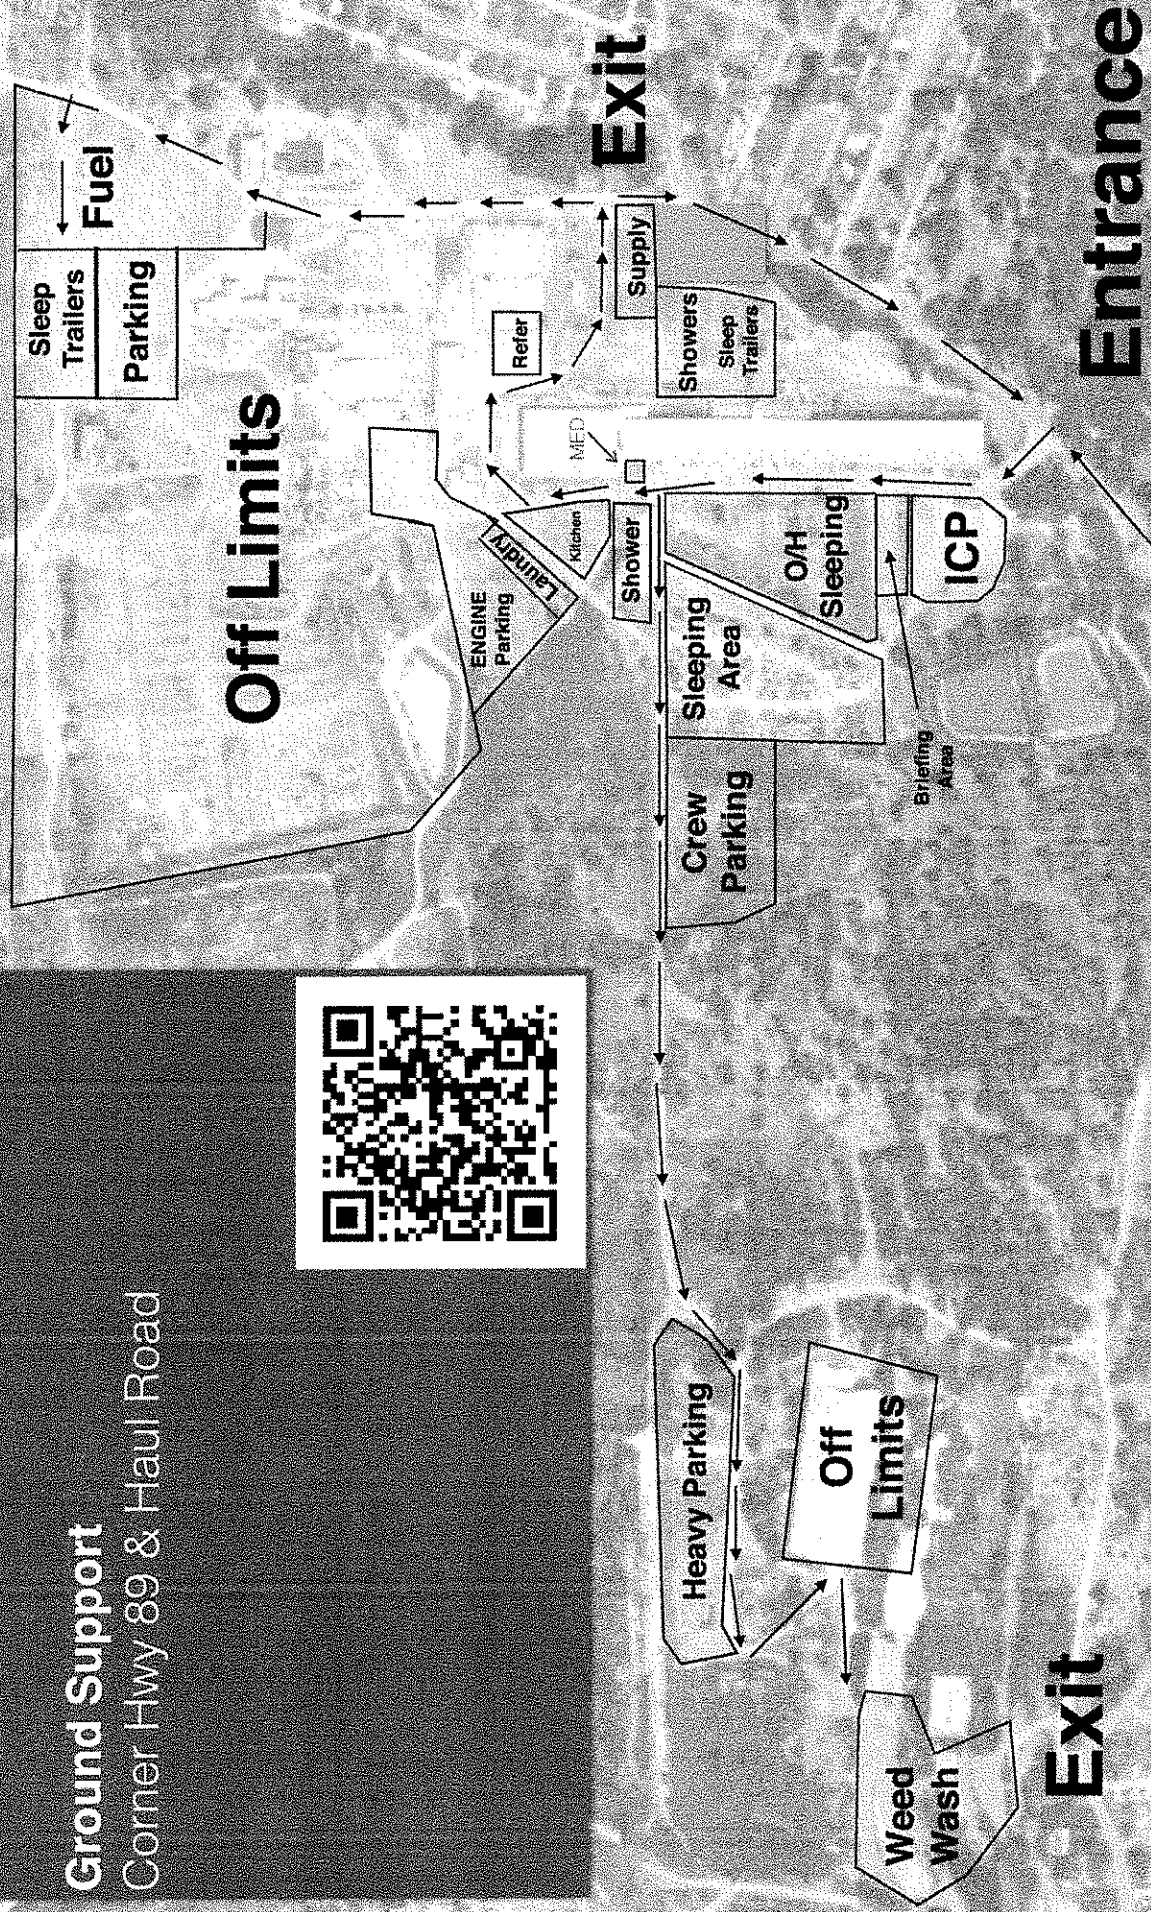 Ground Support
Corner Hwy 89 & Haul Road
Sleep
Trailers
Fuel
Parking
Off Limits
Exit
Refer
Supply
Showers
Sleep
Trailers
MED
Laundry
ENGINE
Parking
Kitchen
Shower
Sleeping
Area
O/H
Sleeping
Crew
Parking
Briefing
Area
ICP
Entrance
Heavy Parking
Off
Limits
Weed
Wash
Exit